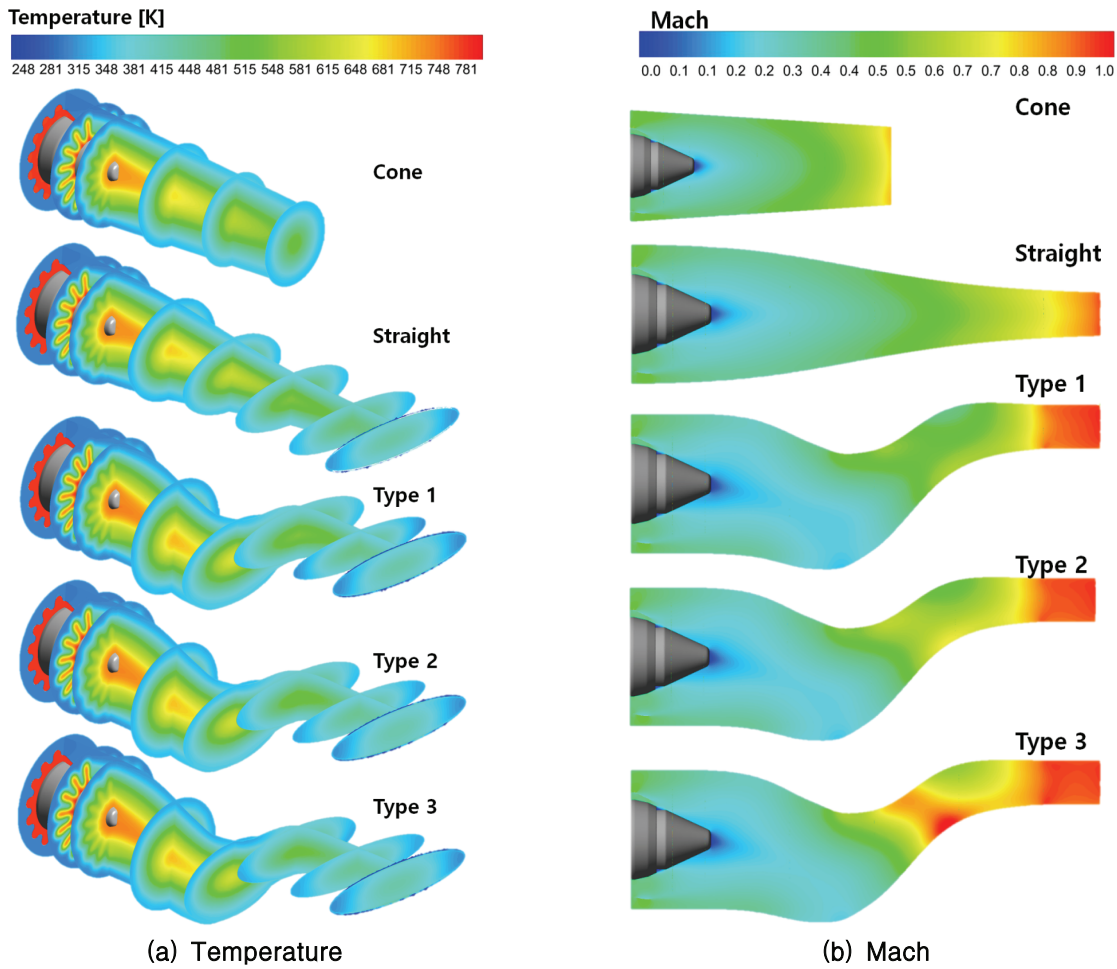 Temperature [K]
248 281 315 348 381 415 448 481 515 548 581 615 648 681 715 748 781
Cone
Straight
Type 1
Type 2
Type 3
(a) Temperature
Mach
0.0 0.1 0.1 0.2 0.3 0.4 0.5 0.5 0.6 0.7 0.7 0.8 0.8 0.9 1.0
Cone
Straight
Type 1
Type 2
Type 3
(b) Mach